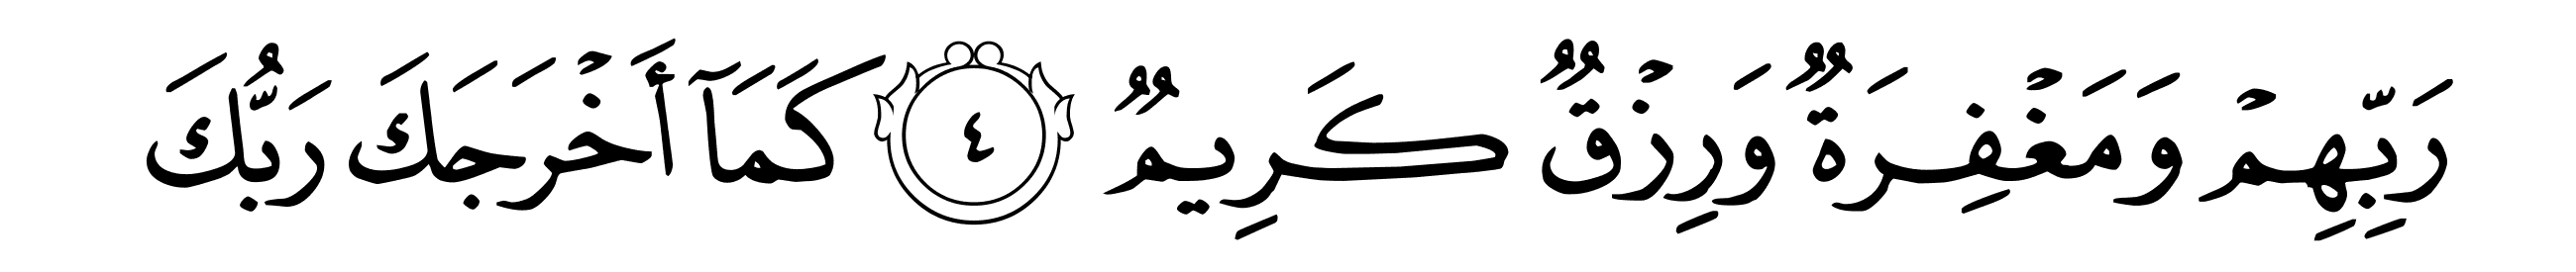 رَبِّهِمْ وَمَغْفِرَةٌ وَرِزْقٌ كَرِيمٌ ٤ كَمَآ أَخْرَجَكَ رَبُّكَ